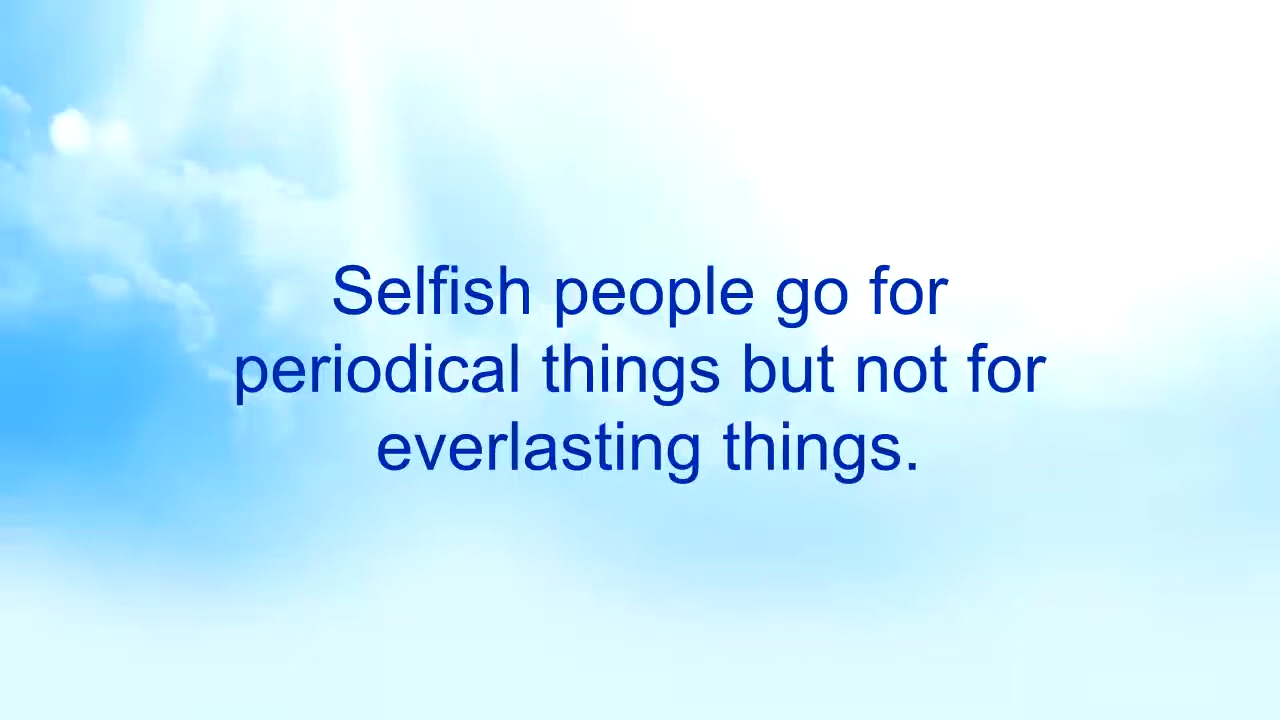 Selfish people go for
periodical things but not for
everlasting things.